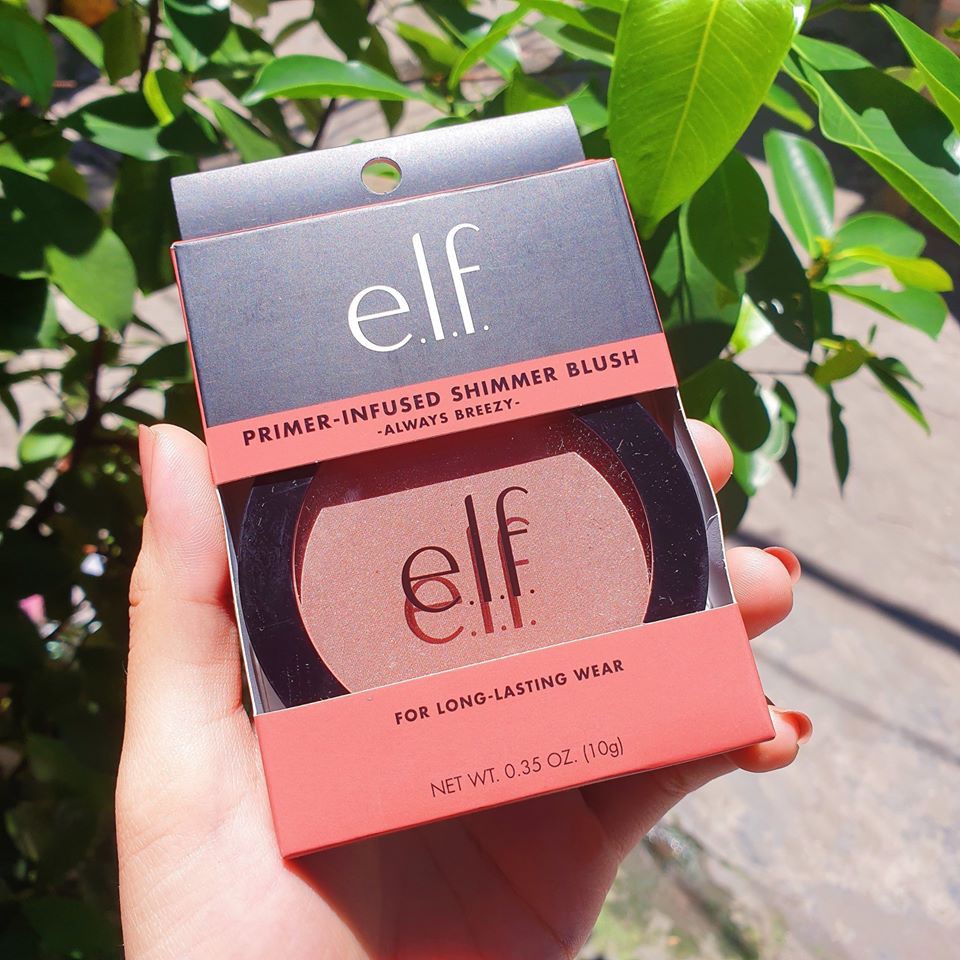 e.l.f.
PRIMER-INFUSED SHIMMER BLUSH
-ALWAYS BREEZY-
e.l.f.
FOR LONG-LASTING WEAR
NET WT. 0.35 OZ. (10g)